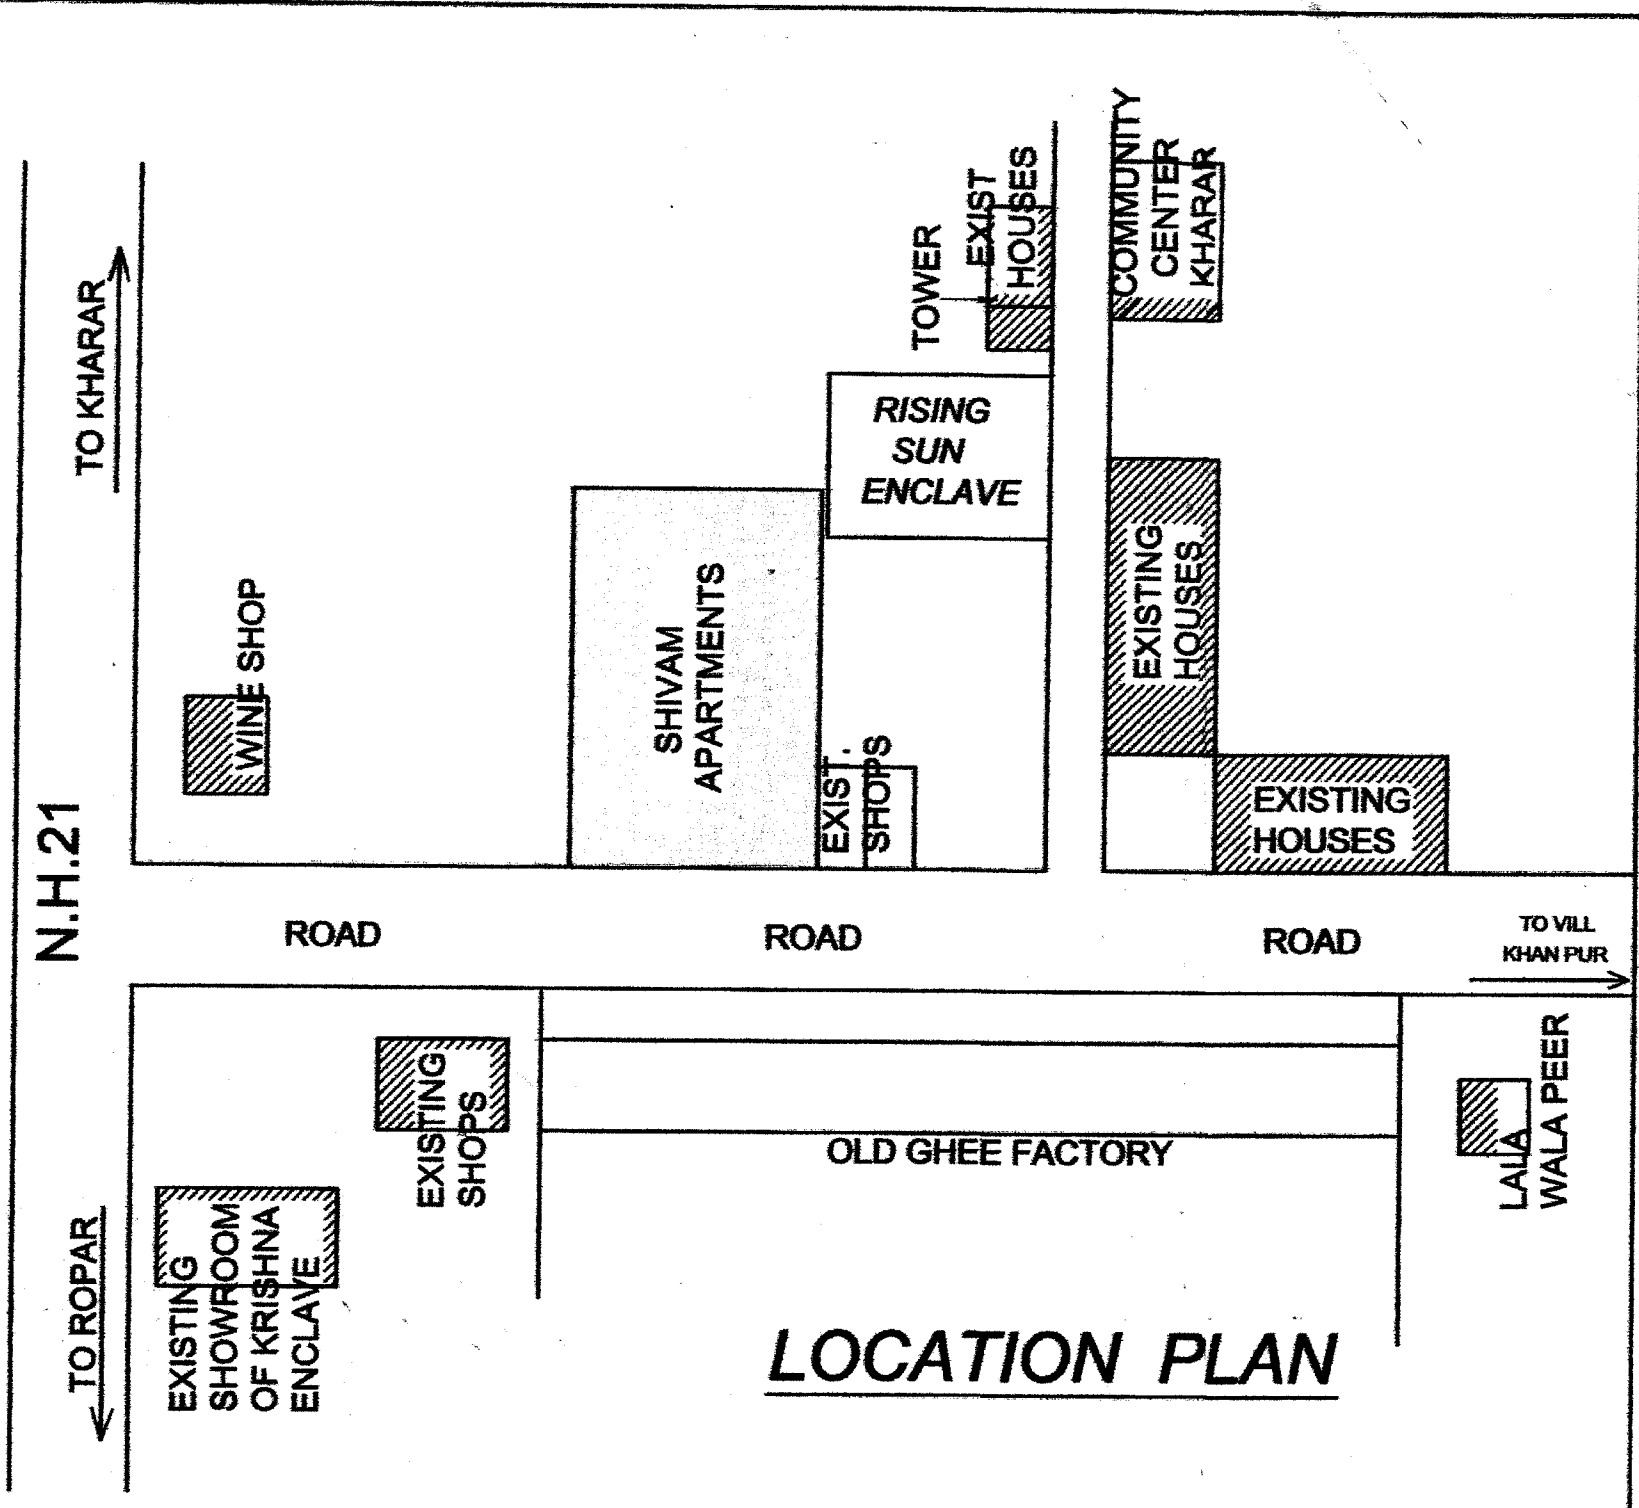 TO KHARAR
N.H.21
TO ROPAR
WINE SHOP
SHIVAM
APARTMENTS
EXIST.
SHOPS
RISING
SUN
ENCLAVE
TOWER
EXIST
HOUSES
COMMUNITY
CENTER
KHARAR
EXISTING
HOUSES
EXISTING
HOUSES
ROAD
ROAD
ROAD
TO VILL
KHAN PUR
EXISTING
SHOPS
EXISTING
SHOWROOM
OF KRISHNA
ENCLAVE
OLD GHEE FACTORY
LALA
WALA PEER
LOCATION PLAN